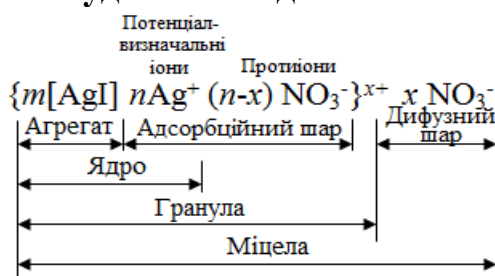 Потенціал-
визначальні
іони
Протиіони
{m[AgI] nAg⁺ (n-x) NO₃⁻}ˣ⁺ x NO₃⁻
Агрегат
Адсорбційний шар
Дифузний
шар
Ядро
Гранула
Міцела